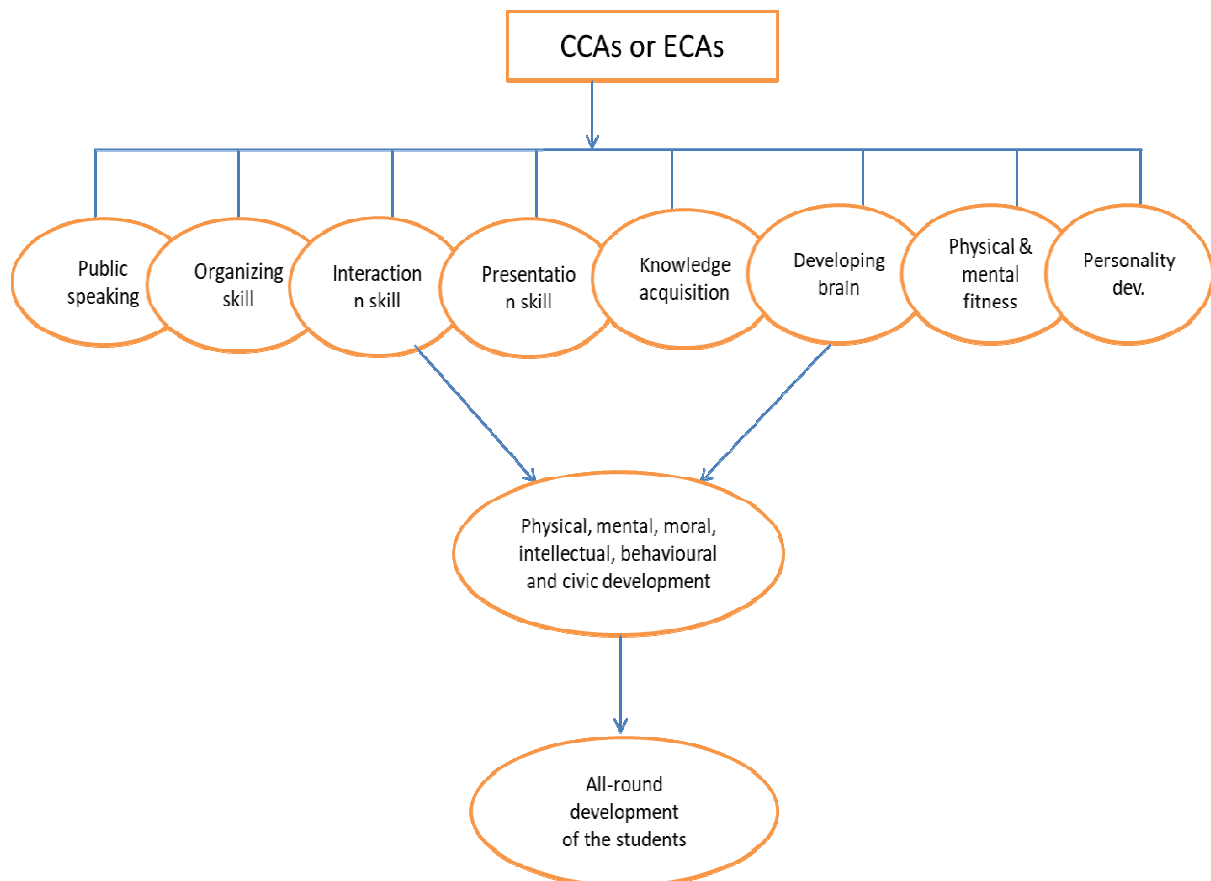 CCAs or ECAs
Public
speaking
Organizing
skill
Interactio
n skill
Presentatio
n skill
Knowledge
acquisition
Developing
brain
Physical &
mental
fitness
Personality
dev.
Physical, mental, moral,
intellectual, behavioural
and civic development
All-round
development
of the students